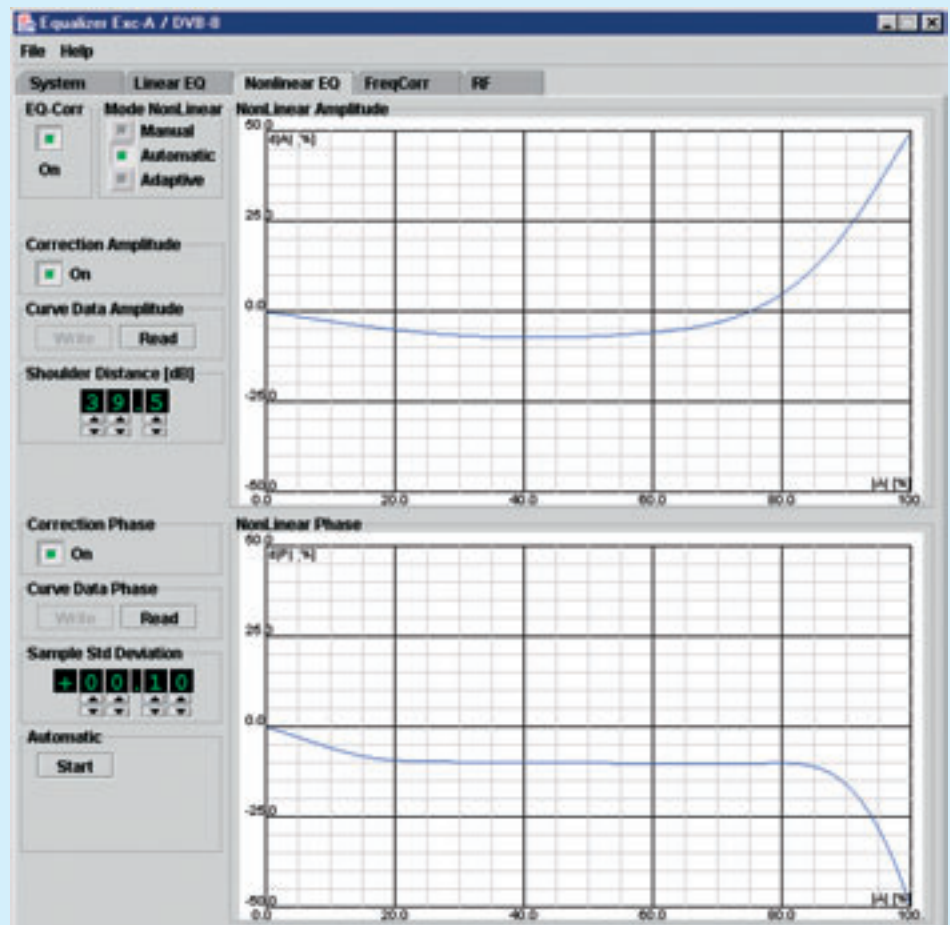 Equalizer Exc-A / DVB-8
File Help
System Linear EQ Nonlinear EQ FreqCorr RF
EQ-Corr
On
Mode NonLinear
Manual
Automatic
Adaptive
Correction Amplitude
On
Curve Data Amplitude
Write Read
Shoulder Distance [dB]
39.5
NonLinear Amplitude
50.0
d|A| [%]
25.0
0.0
-25.0
-50.0
|A| [%]
0.0 20.0 40.0 60.0 80.0 100.
Correction Phase
On
Curve Data Phase
Write Read
Sample Std Deviation
+00.10
Automatic
Start
NonLinear Phase
50.0
d(P) [%]
25.0
0.0
-25.0
-50.0
|A| [%]
0.0 20.0 40.0 60.0 80.0 100.